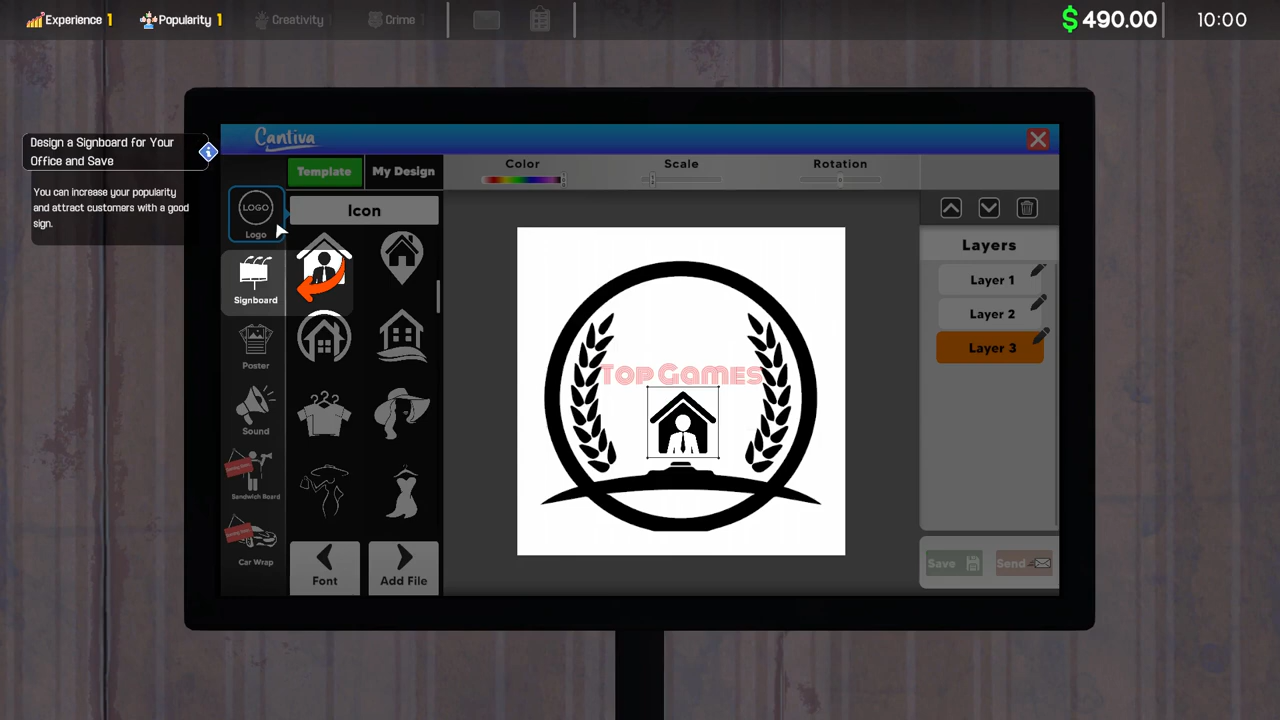 Experience 1
Popularity 1
Creativity
Crime
$ 490.00
10:00
Design a Signboard for Your
Office and Save
You can increase your popularity
and attract customers with a good
sign.
Cantiva
Template
My Design
Color
Scale
Rotation
LOGO
Logo
Icon
Signboard
Poster
Sound
Sandwich Board
Car Wrap
Font
Add File
Top Games
Layers
Layer 1
Layer 2
Layer 3
Save
Send